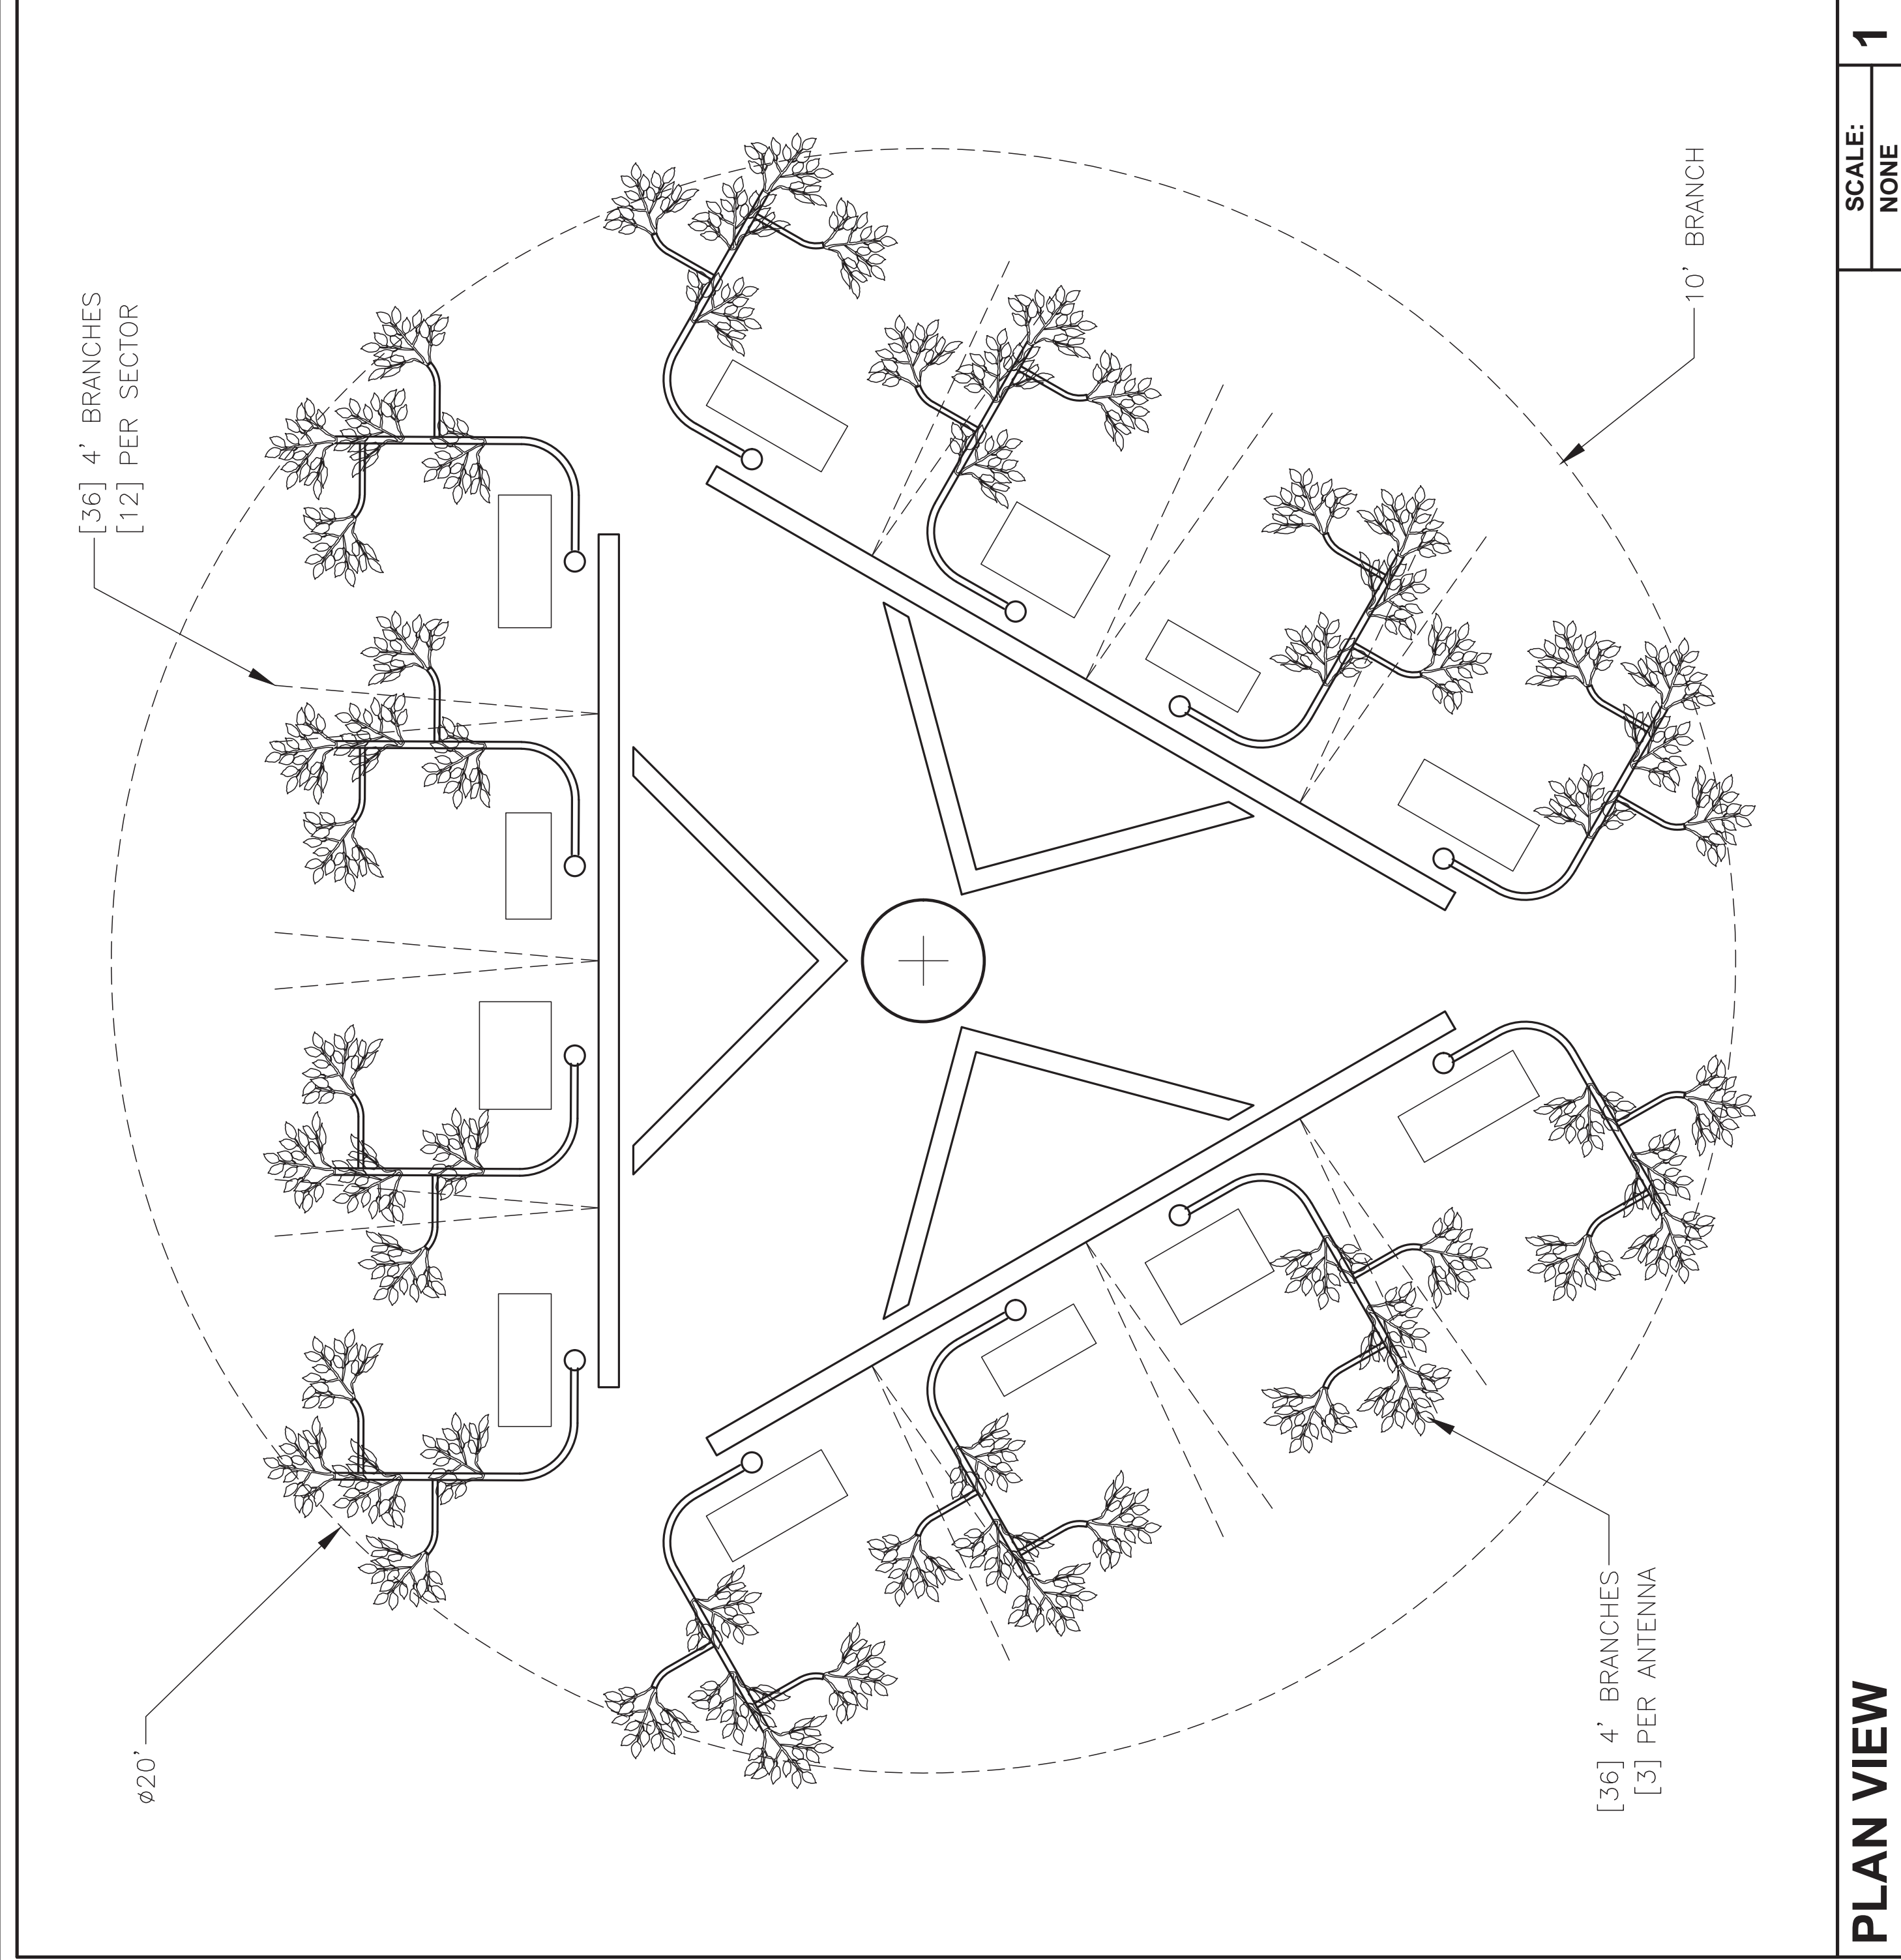 ø20'
[36] 4' BRANCHES
[12] PER SECTOR
[36] 4' BRANCHES
[3] PER ANTENNA
10' BRANCH
PLAN VIEW
SCALE:
NONE
1